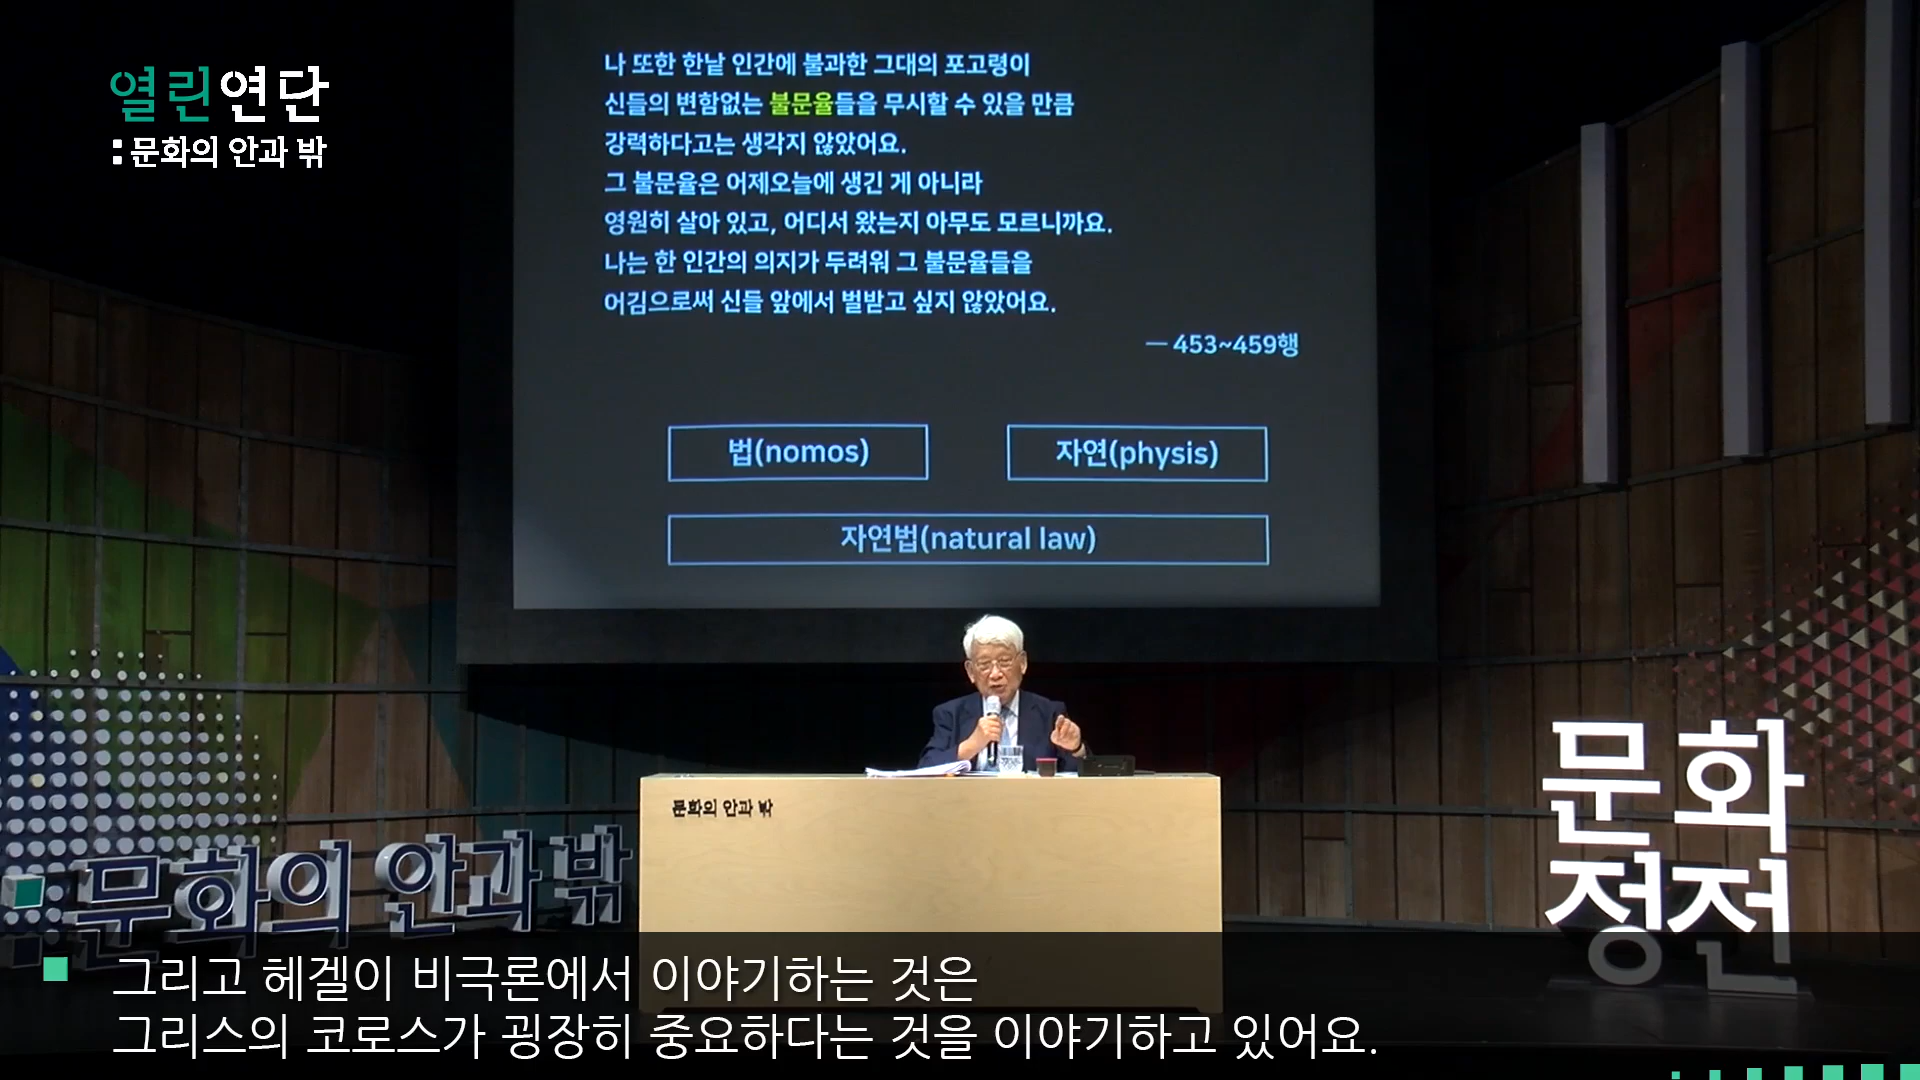 열린연단
:문화의 안과 밖
나 또한 한낱 인간에 불과한 그대의 포고령이
신들의 변함없는 불문율들을 무시할 수 있을 만큼
강력하다고는 생각지 않았어요.
그 불문율은 어제오늘에 생긴 게 아니라
영원히 살아 있고, 어디서 왔는지 아무도 모르니까요.
나는 한 인간의 의지가 두려워 그 불문율들을
어김으로써 신들 앞에서 벌받고 싶지 않았어요.
— 453~459행
법(nomos)
자연(physis)
자연법(natural law)
문화의 안과 밖
:문화의 안과 밖
문화
정전
그리고 헤겔이 비극론에서 이야기하는 것은
그리스의 코로스가 굉장히 중요하다는 것을 이야기하고 있어요.